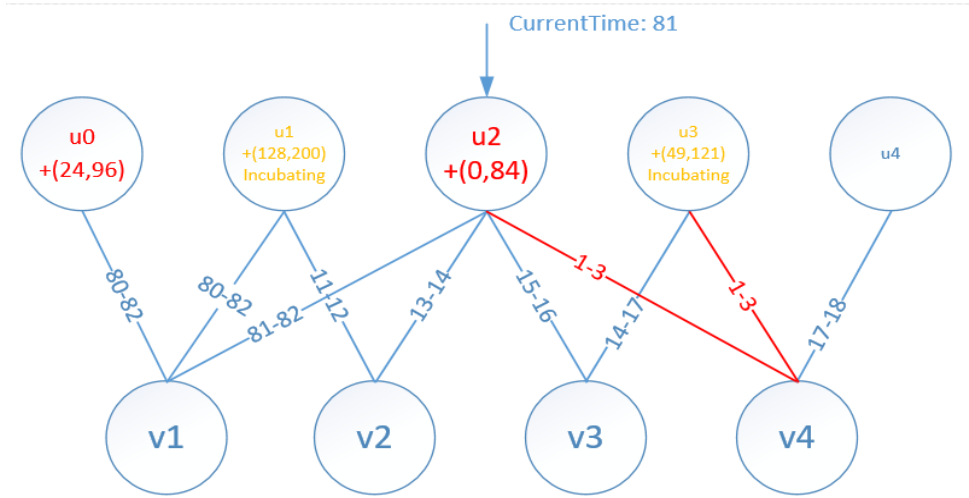 CurrentTime: 81
u0
+(24,96)
u1
+(128,200)
Incubating
u2
+(0,84)
u3
+(49,121)
Incubating
u4
80-82
80-82
81-82
11-12
13-14
15-16
1-3
14-17
1-3
17-18
v1
v2
v3
v4